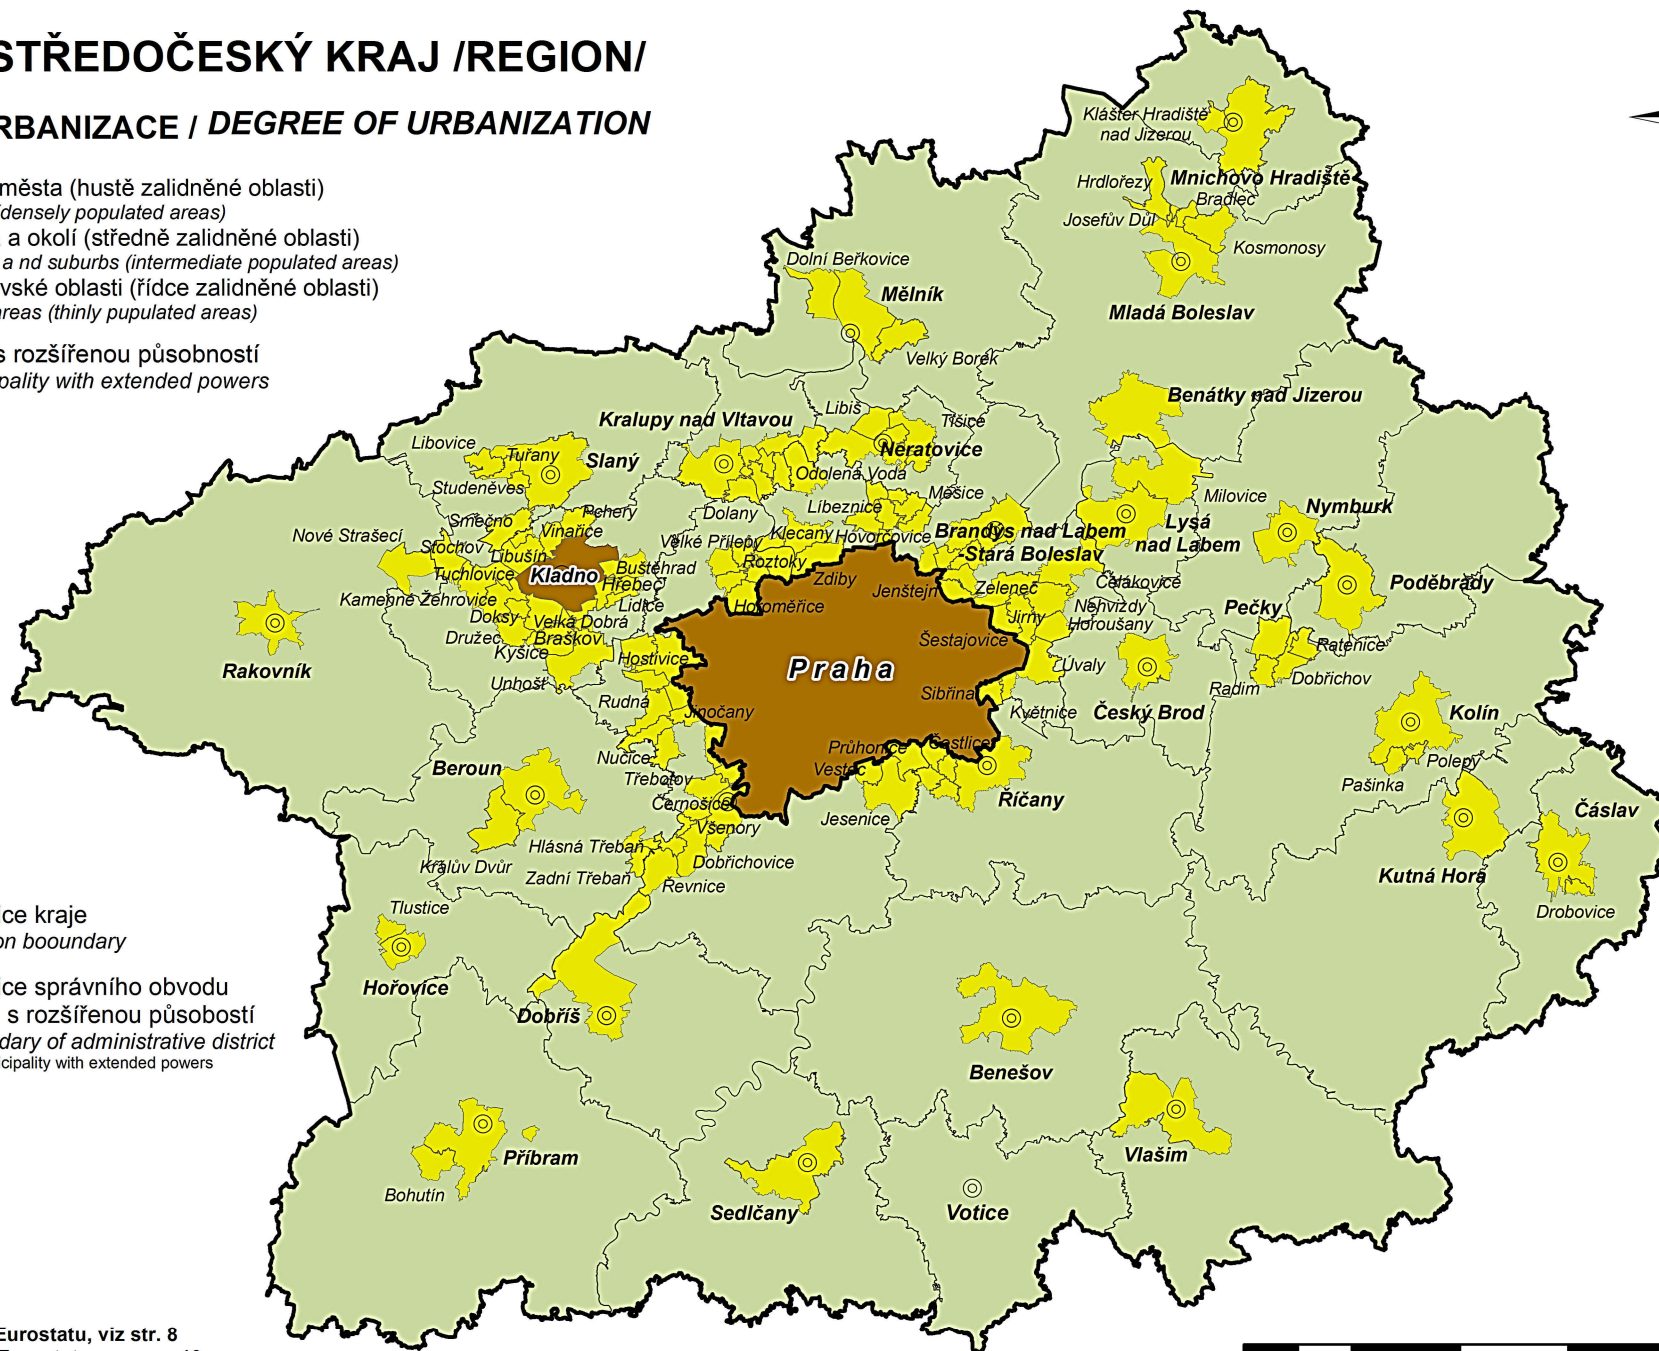 STŘEDOČESKÝ KRAJ /REGION/
RBANIZACE / DEGREE OF URBANIZATION
města (hustě zalidněné oblasti)
(densely populated areas)
a okolí (středně zalidněné oblasti)
a nd suburbs (intermediate populated areas)
vské oblasti (řídce zalidněné oblasti)
areas (thinly pupulated areas)
s rozšířenou působností
ipality with extended powers
Klášter Hradiště
nad Jizerou
Mnichovo Hradiště
Hrdlořezy
Bradlec
Josefův Důl
Kosmonosy
Mladá Boleslav
Dolní Beřkovice
Mělník
Velký Borek
Benátky nad Jizerou
Kralupy nad Vltavou
Libiš
Tišice
Neratovice
Libovice
Tuřany
Slaný
Odolená Voda
Studeněves
Měšice
Milovice
Nymburk
Pchery
Dolany
Líbeznice
Smečno
Vinařice
Nové Strašecí
Stochov
Libušín
Velké Přílepy
Klecany
Hovorčovice
Brandýs nad Labem
-Stará Boleslav
Lysá
nad Labem
Roztoky
Tuchlovice
Kladno
Buštěhrad
Hřebeč
Zdiby
Jenštejn
Zeleneč
Čelákovice
Poděbrady
Kamenné Žehrovice
Lidice
Horoměřice
Nehvizdy
Pečky
Doksy
Velká Dobrá
Jirny
Horoušany
Družec
Braškov
Šestajovice
Ratenice
Kyšice
Hostivice
Praha
Úvaly
Dobřichov
Rakovník
Unhošť
Radim
Rudná
Jinočany
Sibřina
Květnice
Český Brod
Kolín
Nučice
Průhonice
Čestlice
Beroun
Třebotov
Vestec
Polepy
Pašinka
Černošice
Říčany
Čáslav
Jesenice
Všenory
Hlásná Třebaň
Králův Dvůr
Dobřichovice
Zadní Třebaň
Řevnice
Kutná Hora
Tlustice
Drobovice
ice kraje
on booundary
Hořovice
ice správního obvodu
s rozšířenou působostí
dary of administrative district
icipality with extended powers
Dobříš
Benešov
Příbram
Vlašim
Bohutín
Sedlčany
Votice
Eurostatu, viz str. 8